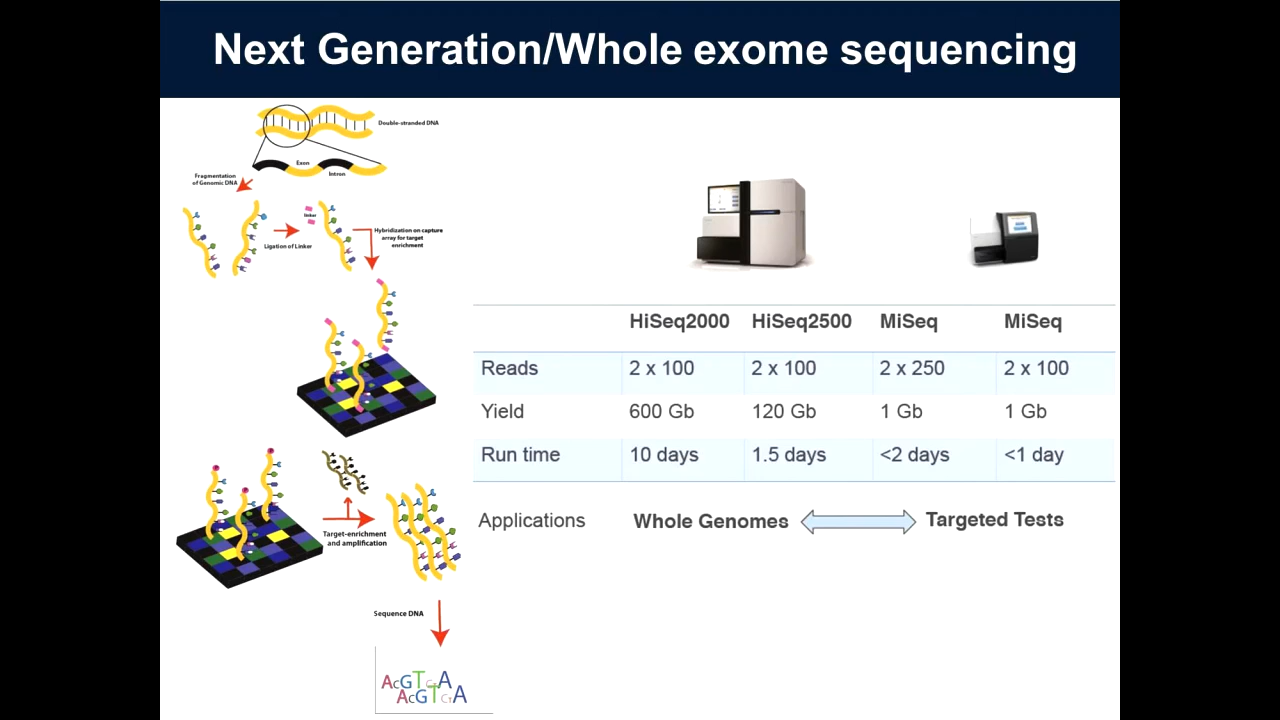 Next Generation/Whole exome sequencing
Double-stranded DNA
Exon
Intron
Fragmentation
of Genomic DNA
linker
Ligation of Linker
Hybridization on capture
array for target
enrichment
Target-enrichment
and amplification
Sequence DNA
ACGTCTA
ACGTCTA
HiSeq2000 HiSeq2500 MiSeq MiSeq
Reads 2 x 100 2 x 100 2 x 250 2 x 100
Yield 600 Gb 120 Gb 1 Gb 1 Gb
Run time 10 days 1.5 days <2 days <1 day
Applications Whole Genomes Targeted Tests